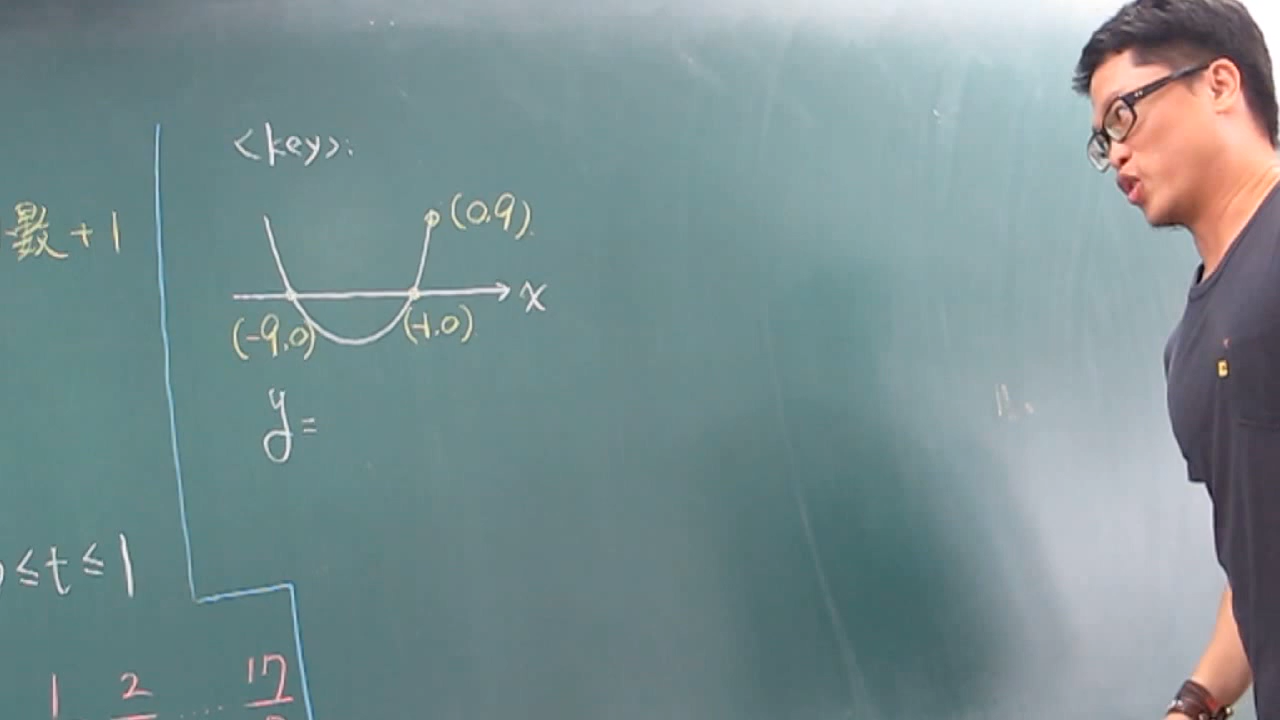 數+1
≤t≤1
1 2 .... 17
<key>:
(0,9).
x
(-9,0) (-1,0)
y=